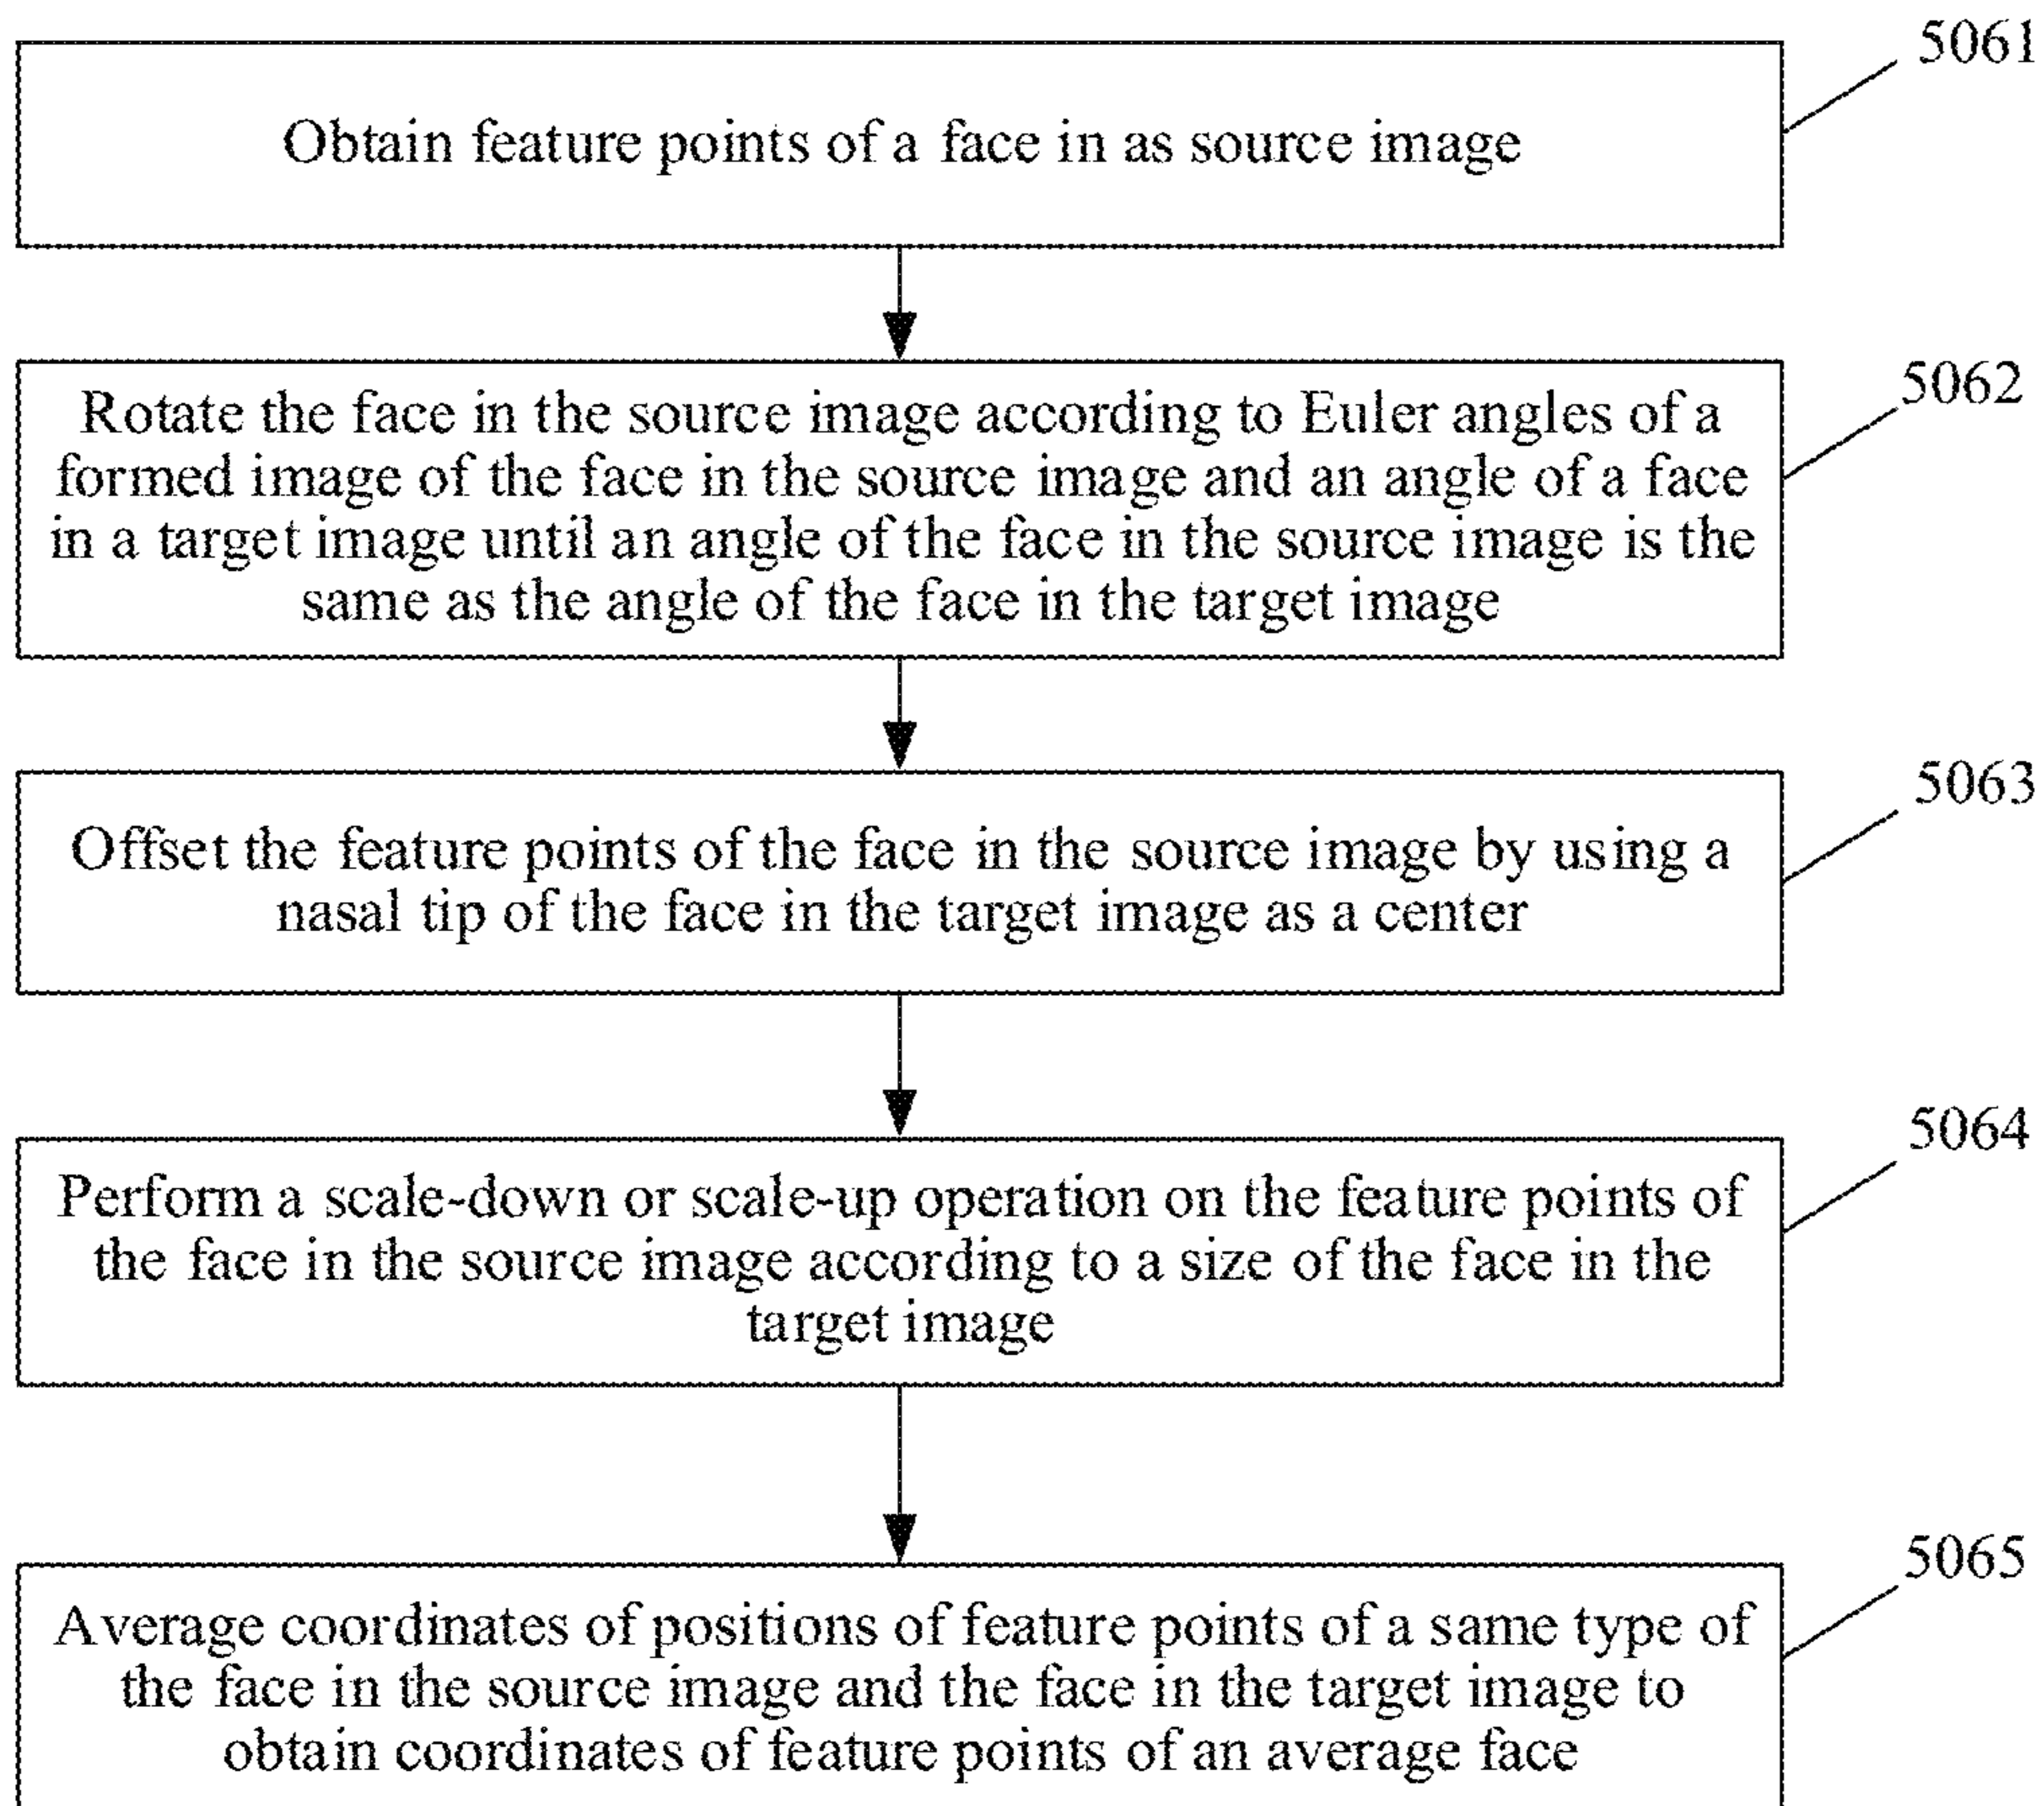 5061
Obtain feature points of a face in as source image
5062
Rotate the face in the source image according to Euler angles of a
formed image of the face in the source image and an angle of a face
in a target image until an angle of the face in the source image is the
same as the angle of the face in the target image
5063
Offset the feature points of the face in the source image by using a
nasal tip of the face in the target image as a center
5064
Perform a scale-down or scale-up operation on the feature points of
the face in the source image according to a size of the face in the
target image
5065
Average coordinates of positions of feature points of a same type of
the face in the source image and the face in the target image to
obtain coordinates of feature points of an average face